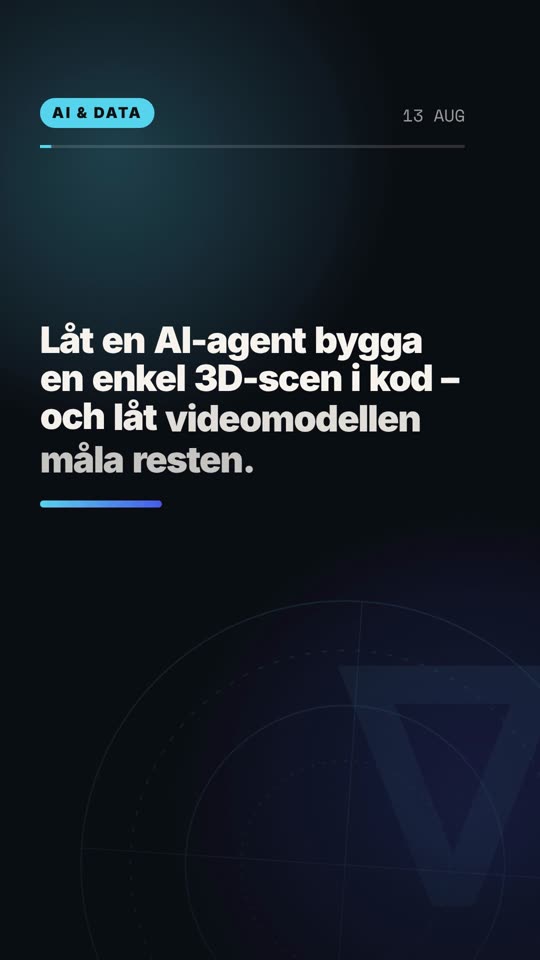 AI & DATA
13 AUG
Låt en AI-agent bygga
en enkel 3D-scen i kod –
och låt videomodellen
måla resten.